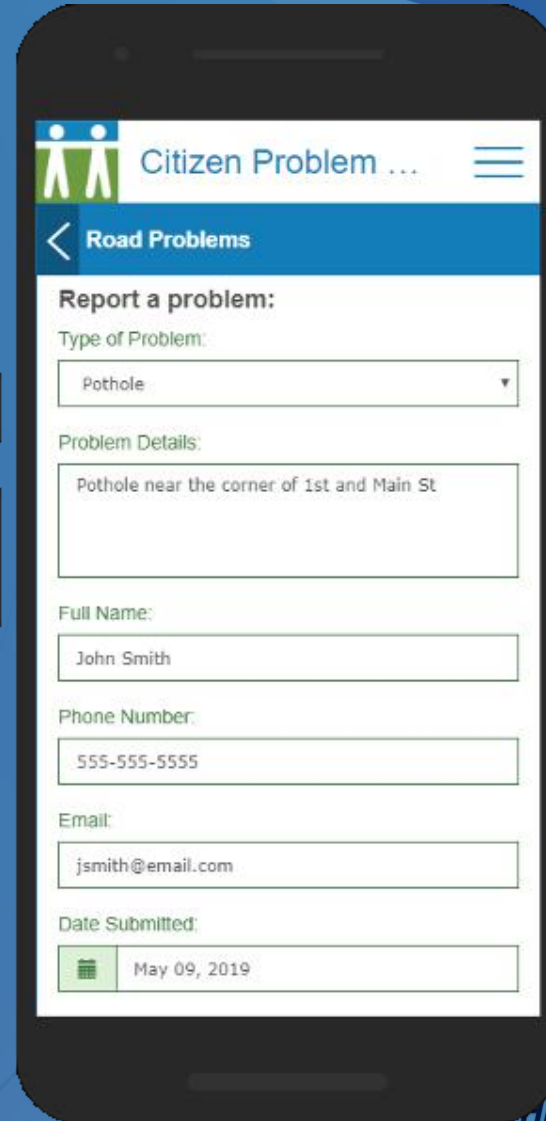 Citizen Problem ...
Road Problems
Report a problem:
Type of Problem:
Pothole
Problem Details:
Pothole near the corner of 1st and Main St
Full Name:
John Smith
Phone Number:
555-555-5555
Email:
jsmith@email.com
Date Submitted:
May 09, 2019